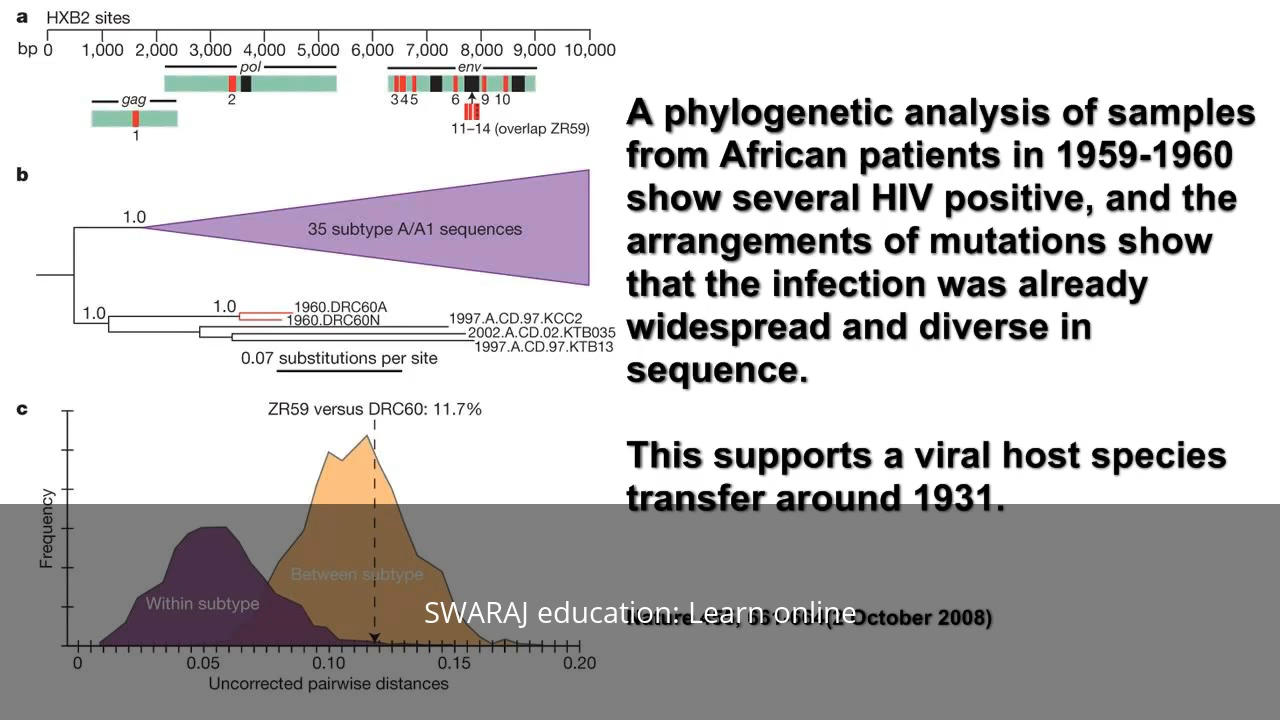 a HXB2 sites
bp 0 1,000 2,000 3,000 4,000 5,000 6,000 7,000 8,000 9,000 10,000
pol env
2 345 6 9 10
gag
1
11–14 (overlap ZR59)
b
1.0
35 subtype A/A1 sequences
1.0 1.0
1960.DRC60A
1960.DRC60N
1997.A.CD.97.KCC2
2002.A.CD.02.KTB035
1997.A.CD.97.KTB13
0.07 substitutions per site
c
ZR59 versus DRC60: 11.7%
Frequency
Between subtype
Within subtype
0 0.05 0.10 0.15 0.20
Uncorrected pairwise distances
A phylogenetic analysis of samples
from African patients in 1959-1960
show several HIV positive, and the
arrangements of mutations show
that the infection was already
widespread and diverse in
sequence.
This supports a viral host species
transfer around 1931.
SWARAJ education: Learn online
Nature October 2008)